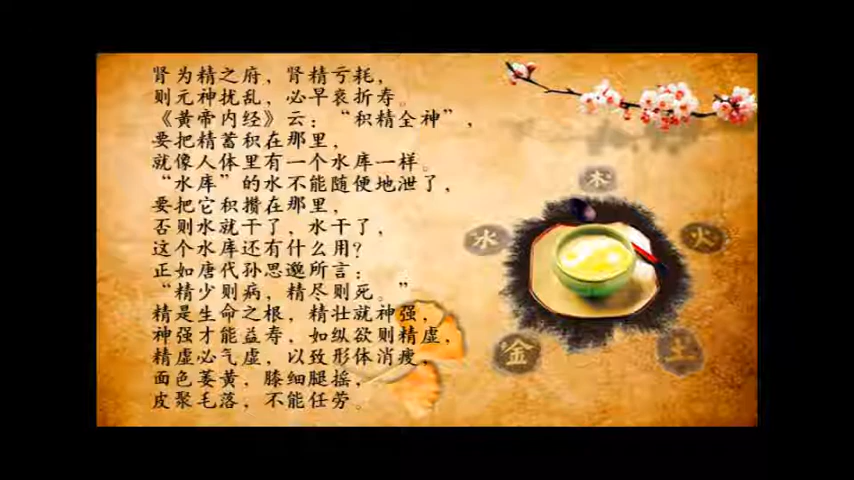 肾为精之府，肾精亏耗，
则元神扰乱，必早衰折寿。
《黄帝内经》云：“积精全神”，
要把精蓄积在那里，
就像人体里有一个水库一样。
“水库”的水不能随便地泄了，
要把它积攒在那里，
否则水就干了，水干了，
这个水库还有什么用？
正如唐代孙思邈所言：
“精少则病，精尽则死。”
精是生命之根，精壮就神强，
神强才能益寿，如纵欲则精虚，
精虚必气虚，以致形体消瘦，
面色萎黄，膝细腿摇，
皮聚毛落，不能任劳。
木
水
火
金
土